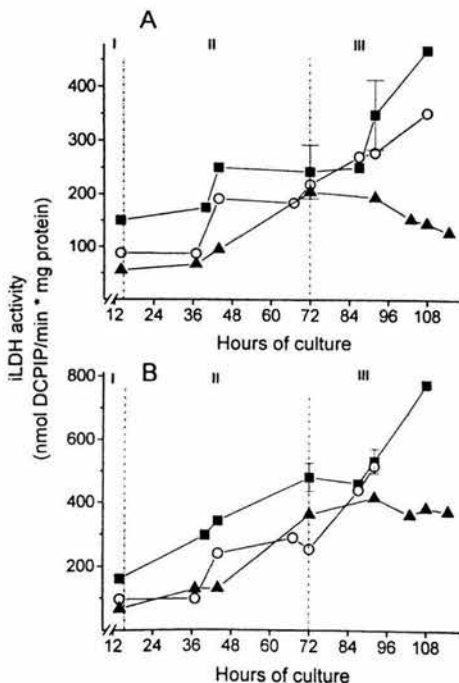 A
I II III
400
300
200
100
12 24 36 48 60 72 84 96 108
Hours of culture
iLDH activity
(nmol DCPIP/min * mg protein)
B
I II III
800
600
400
200
12 24 36 48 60 72 84 96 108
Hours of culture